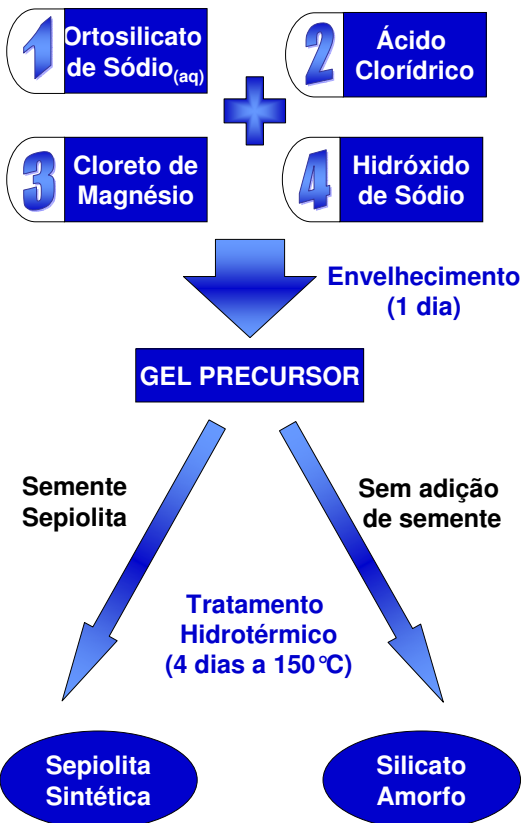 1
Ortosilicato
de Sódio(aq)
2
Ácido
Clorídrico
3
Cloreto de
Magnésio
4
Hidróxido
de Sódio
Envelhecimento
(1 dia)
GEL PRECURSOR
Semente
Sepiolita
Sem adição
de semente
Tratamento
Hidrotérmico
(4 dias a 150°C)
Sepiolita
Sintética
Silicato
Amorfo